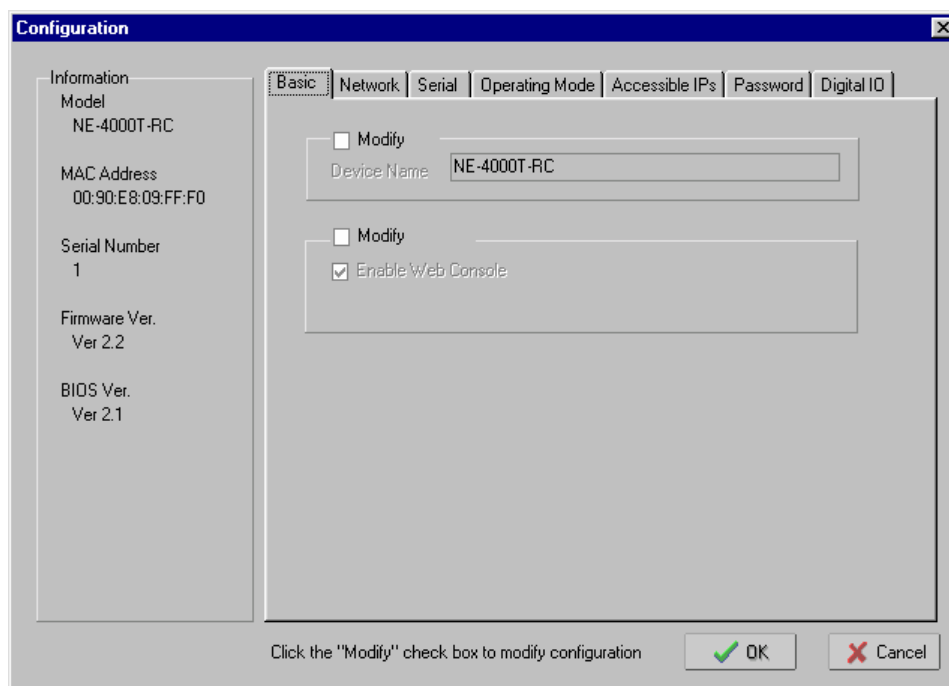 Configuration
Information
Model
NE-4000T-RC
MAC Address
00:90:E8:09:FF:F0
Serial Number
1
Firmware Ver.
Ver 2.2
BIOS Ver.
Ver 2.1
Basic Network Serial Operating Mode Accessible IPs Password Digital IO
Modify
Device Name NE-4000T-RC
Modify
Enable Web Console
Click the "Modify" check box to modify configuration OK Cancel